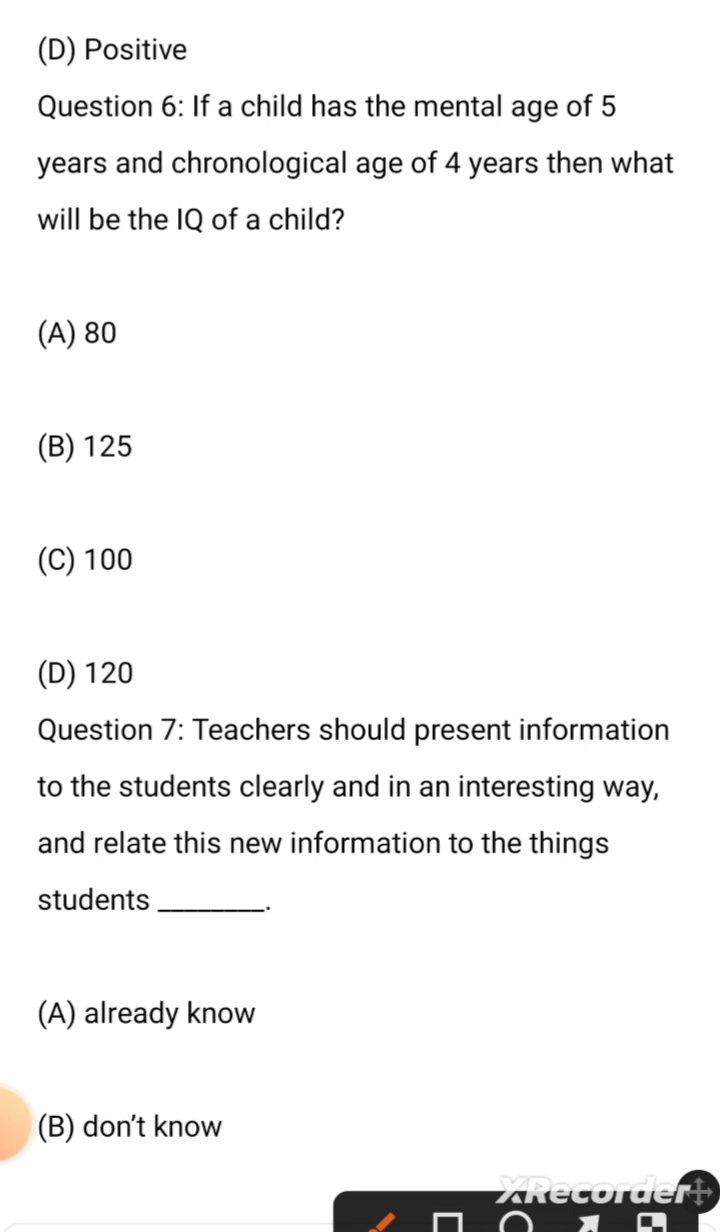 (D) Positive
Question 6: If a child has the mental age of 5
years and chronological age of 4 years then what
will be the IQ of a child?
(A) 80
(B) 125
(C) 100
(D) 120
Question 7: Teachers should present information
to the students clearly and in an interesting way,
and relate this new information to the things
students ________.
(A) already know
(B) don’t know
XRecorder